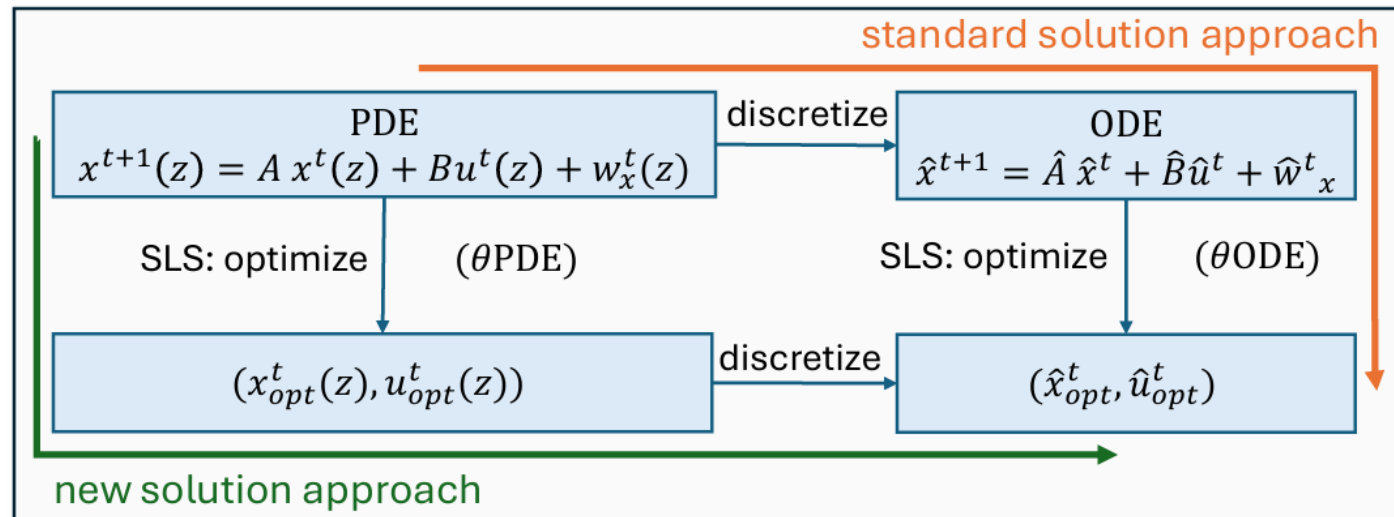 standard solution approach
PDE
x^{t+1}(z) = A x^t(z) + Bu^t(z) + w_x^t(z)
discretize
ODE
x̂^{t+1} = Â x̂^t + B̂û^t + ŵ^t_x
SLS: optimize
(θPDE)
SLS: optimize
(θODE)
(x_{opt}^t(z), u_{opt}^t(z))
discretize
(x̂_{opt}^t, û_{opt}^t)
new solution approach